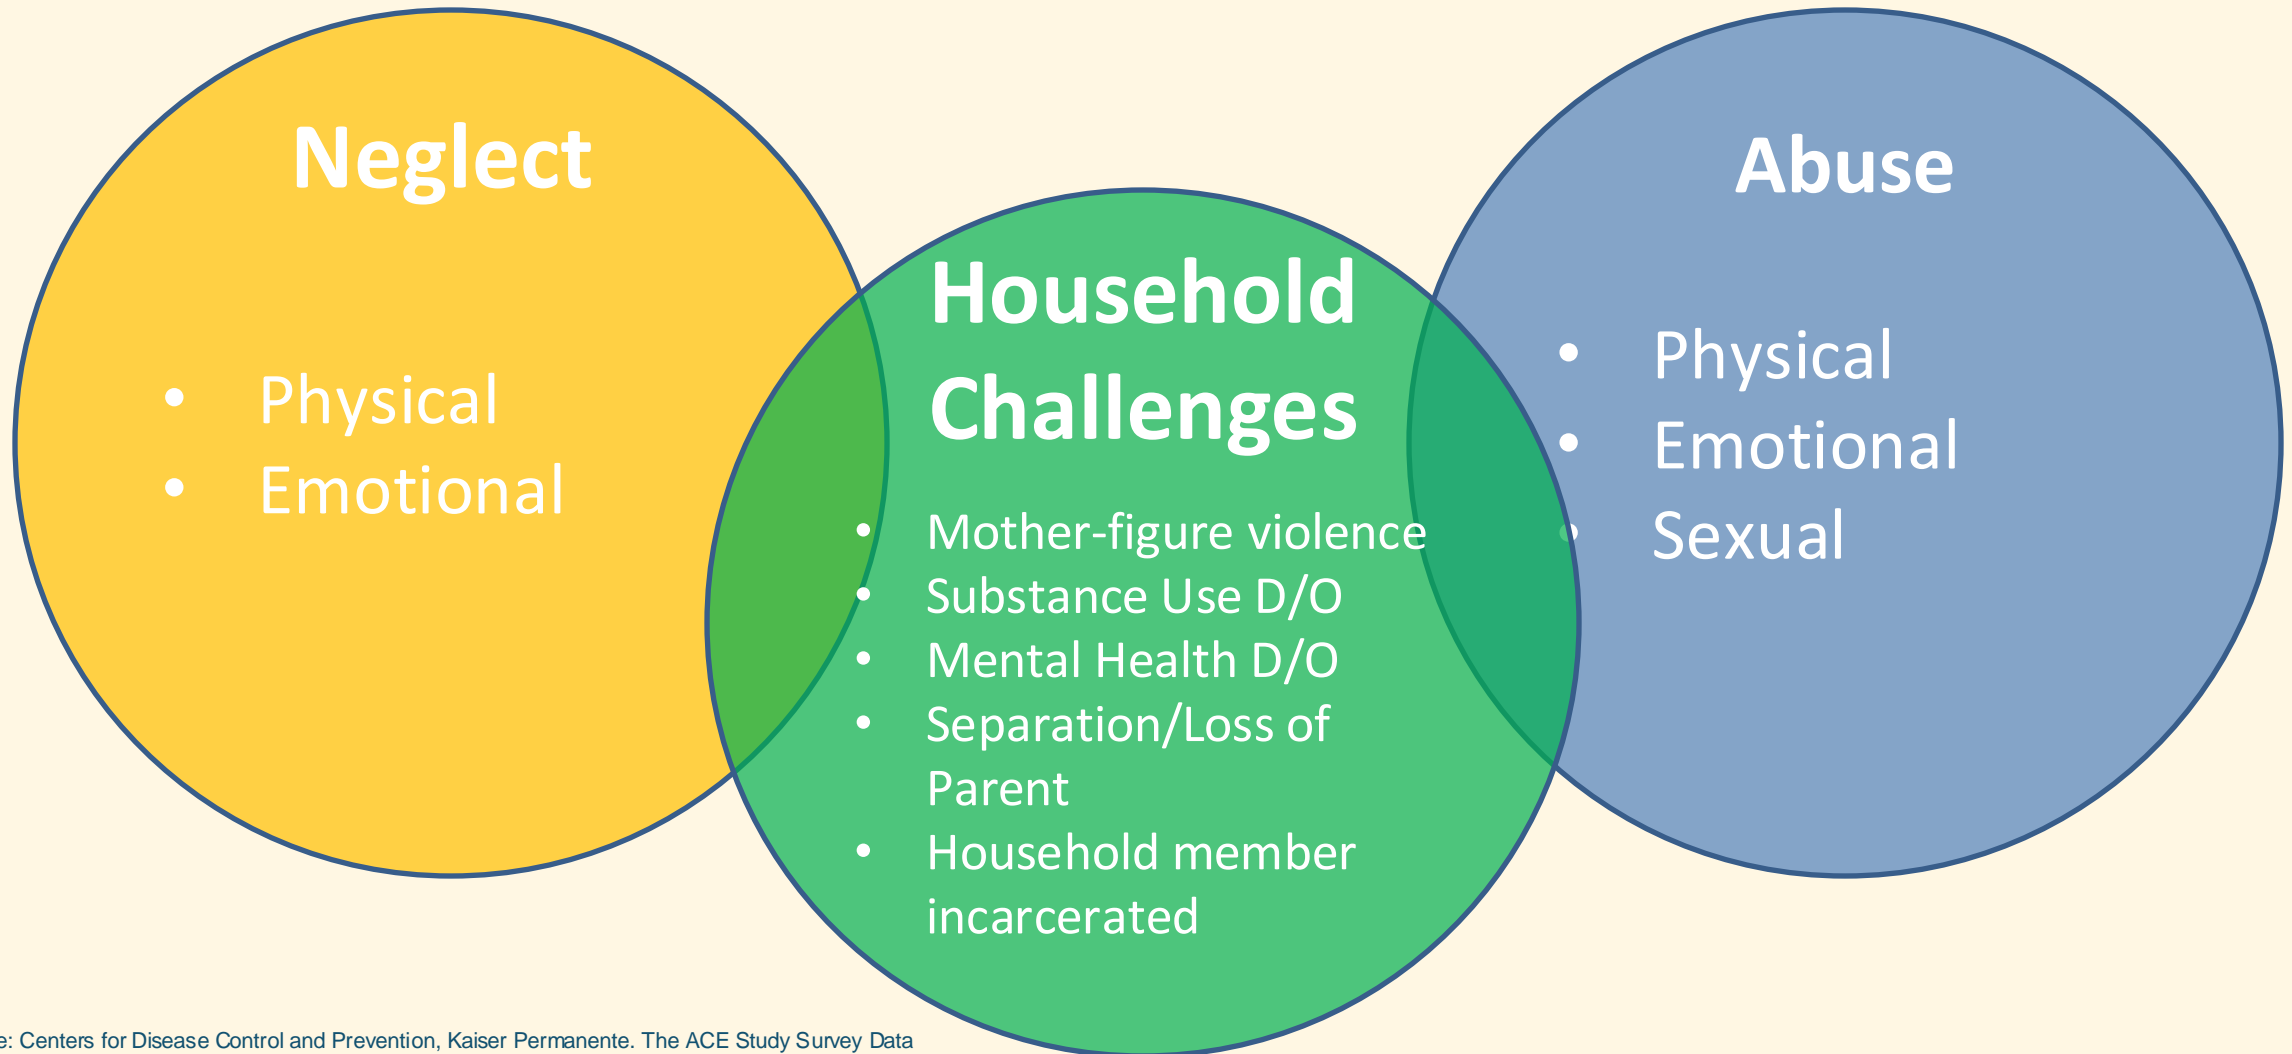 Neglect
• Physical
• Emotional
Household
Challenges
• Mother-figure violence
• Substance Use D/O
• Mental Health D/O
• Separation/Loss of
Parent
• Household member
incarcerated
Abuse
• Physical
• Emotional
• Sexual
e: Centers for Disease Control and Prevention, Kaiser Permanente. The ACE Study Survey Data